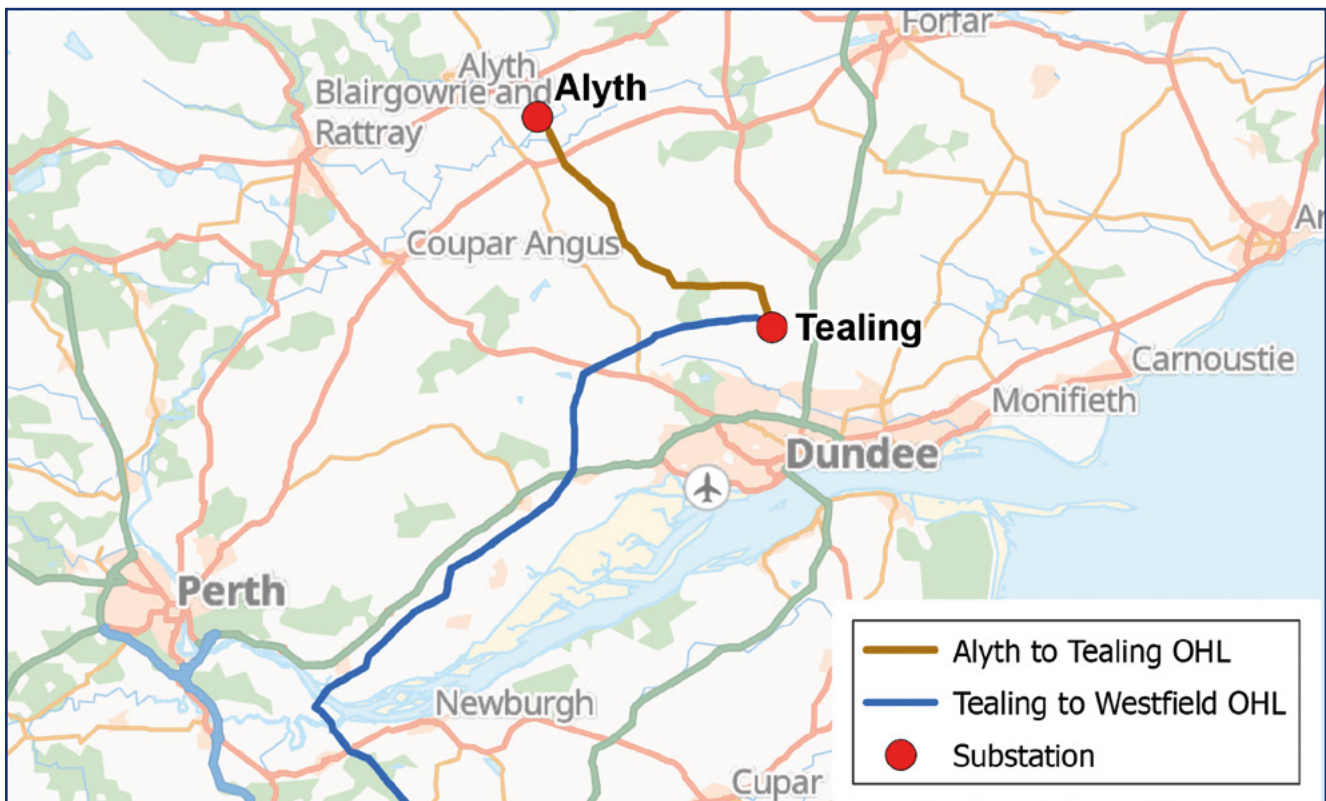 Forfar
Alyth
Alyth
Blairgowrie and
Rattray
Coupar Angus
Ar
Tealing
Carnoustie
Monifieth
Dundee
Perth
Newburgh
Cupar
Alyth to Tealing OHL
Tealing to Westfield OHL
Substation